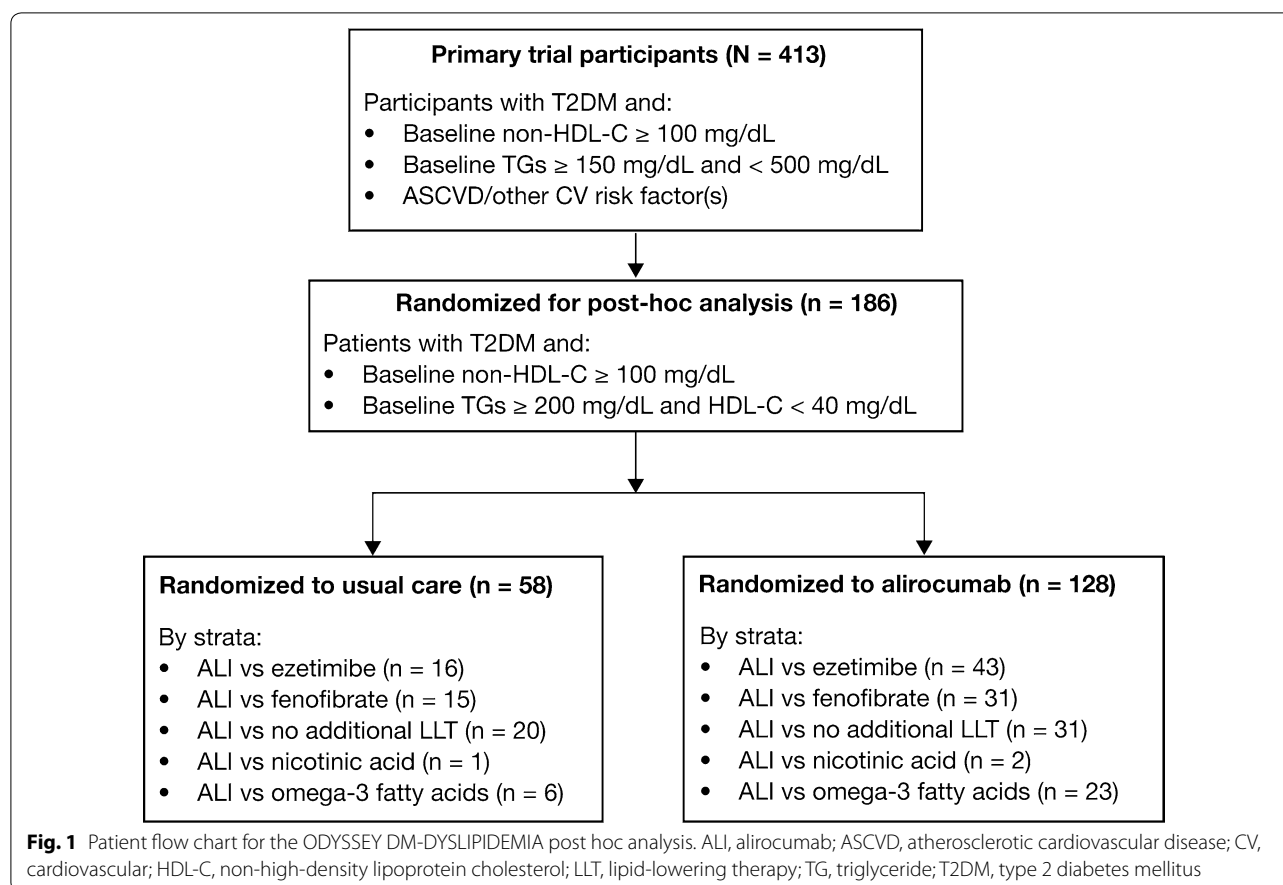 Primary trial participants (N = 413)
Participants with T2DM and:
• Baseline non-HDL-C ≥ 100 mg/dL
• Baseline TGs ≥ 150 mg/dL and < 500 mg/dL
• ASCVD/other CV risk factor(s)
Randomized for post-hoc analysis (n = 186)
Patients with T2DM and:
• Baseline non-HDL-C ≥ 100 mg/dL
• Baseline TGs ≥ 200 mg/dL and HDL-C < 40 mg/dL
Randomized to usual care (n = 58)
By strata:
• ALI vs ezetimibe (n = 16)
• ALI vs fenofibrate (n = 15)
• ALI vs no additional LLT (n = 20)
• ALI vs nicotinic acid (n = 1)
• ALI vs omega-3 fatty acids (n = 6)
Randomized to alirocumab (n = 128)
By strata:
• ALI vs ezetimibe (n = 43)
• ALI vs fenofibrate (n = 31)
• ALI vs no additional LLT (n = 31)
• ALI vs nicotinic acid (n = 2)
• ALI vs omega-3 fatty acids (n = 23)
Fig. 1 Patient flow chart for the ODYSSEY DM-DYSLIPIDEMIA post hoc analysis. ALI, alirocumab; ASCVD, atherosclerotic cardiovascular disease; CV,
cardiovascular; HDL-C, non-high-density lipoprotein cholesterol; LLT, lipid-lowering therapy; TG, triglyceride; T2DM, type 2 diabetes mellitus